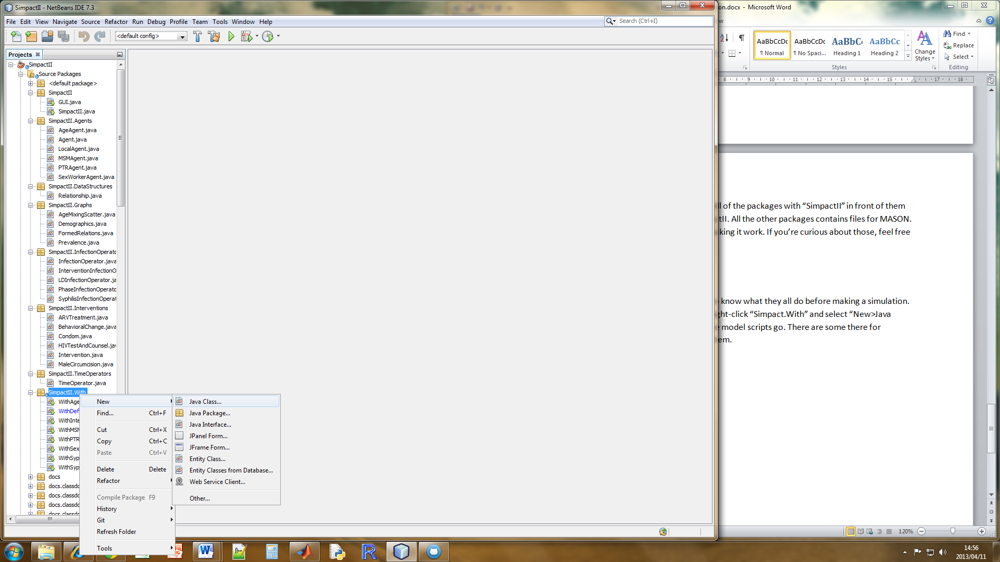 SimpactII - NetBeans IDE 7.3
File Edit View Navigate Source Refactor Run Debug Profile Team Tools Window Help
Search (Ctrl+I)
<default config>
Projects
SimpactII
Source Packages
<default package>
SimpactII
GUI.java
SimpactII.java
SimpactII.Agents
AgeAgent.java
Agent.java
LocalAgent.java
MSMAgent.java
PTRAgent.java
SexWorkerAgent.java
SimpactII.DataStructures
Relationship.java
SimpactII.Graphs
AgeMixingScatter.java
Demographics.java
FormedRelations.java
Prevalence.java
SimpactII.InfectionOperato
InfectionOperator.java
InterventionInfectionO
LDInfectionOperator.ja
PhaseInfectionOperato
SyphilisInfectionOperat
SimpactII.Interventions
ARVTreatment.java
BehavioralChange.java
Condom.java
HIVTestAndCounsel.jav
Intervention.java
MaleCircumcision.java
SimpactII.TimeOperators
TimeOperator.java
SimpactII.With
WithAge
WithDef
WithInte
WithMSM
WithPTR
WithSex
WithSyp
WithSyp
docs
docs.classdo
docs.classdo
docs.classdo
docs.classdo
New
Find... Ctrl+F
Cut Ctrl+X
Copy Ctrl+C
Paste Ctrl+V
Delete Delete
Refactor
Compile Package F9
History
Git
Refresh Folder
Tools
Java Class...
Java Package...
Java Interface...
JPanel Form...
JFrame Form...
Entity Class...
Entity Classes from Database...
Web Service Client...
Other...
on.docx - Microsoft Word
AaBbCcDc AaBbCcDc AaBbC AaBbCc
¶ Normal ¶ No Spaci... Heading 1 Heading 2
Change Styles
Styles
Find
Replace
Select
Editing
8 9 10 11 12 13 14 15 17 18
ll of the packages with “SimpactII” in front of them
tII. All the other packages contains files for MASON.
king it work. If you’re curious about those, feel free
know what they all do before making a simulation.
ght-click “Simpact.With” and select “New>Java
e model scripts go. There are some there for
em.
120%
14:56
2013/04/11